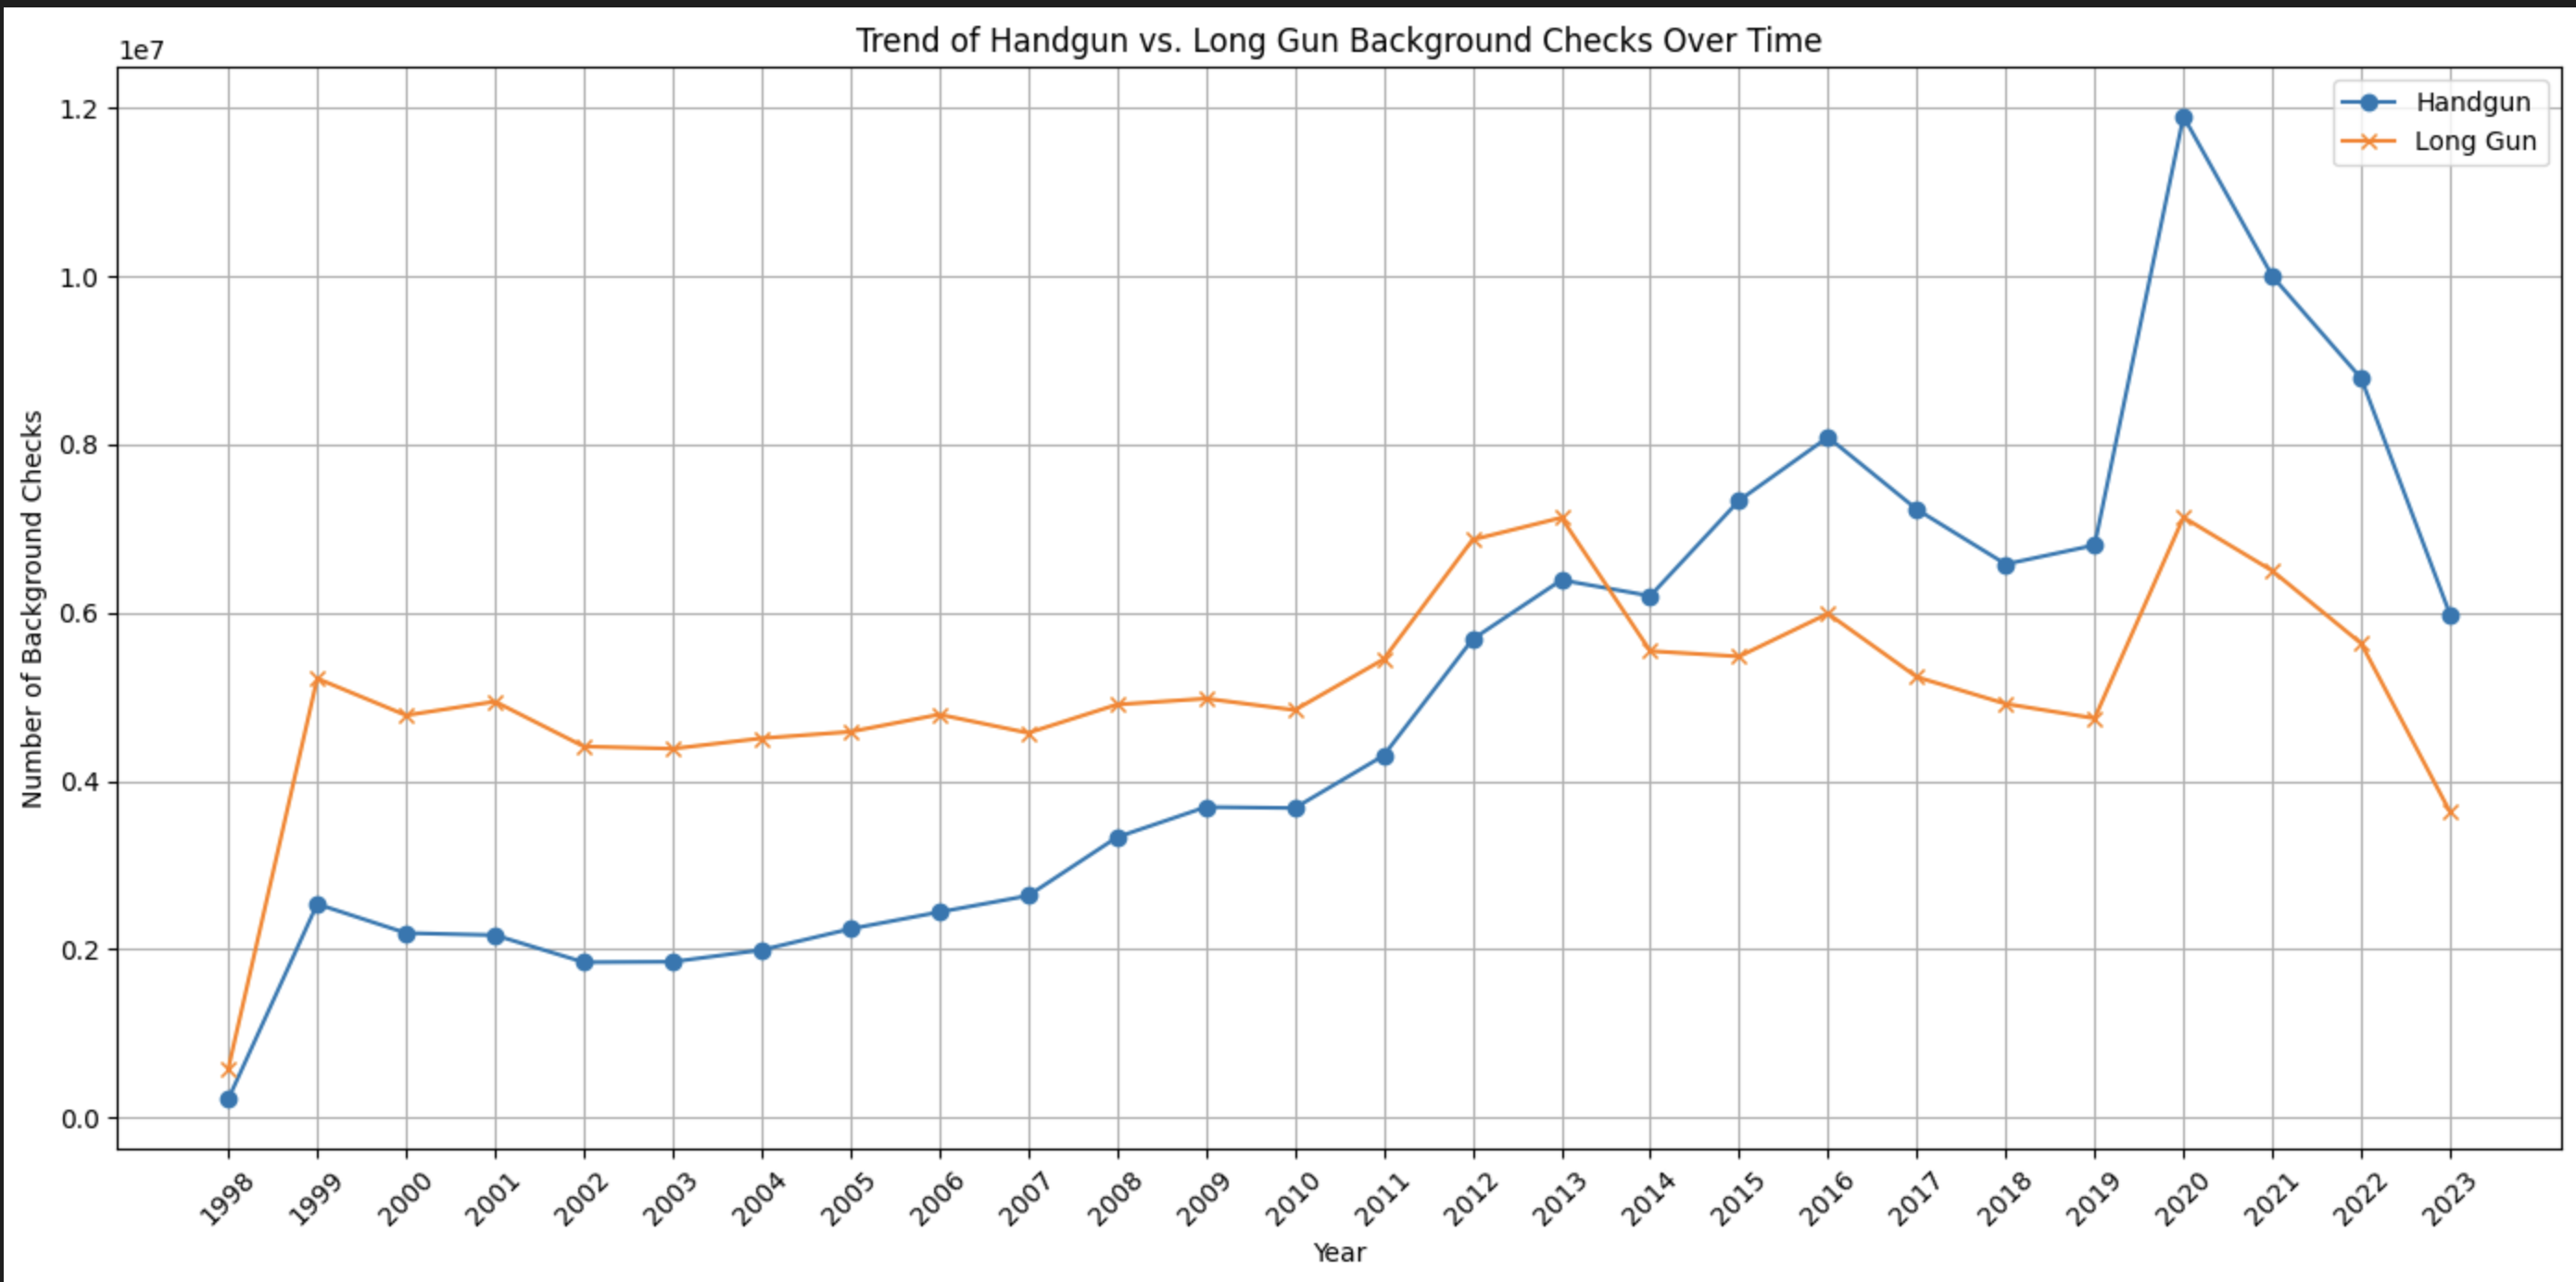 Trend of Handgun vs. Long Gun Background Checks Over Time
1e7
Handgun
Long Gun
1.2
1.0
0.8
0.6
0.4
0.2
0.0
Number of Background Checks
1998 1999 2000 2001 2002 2003 2004 2005 2006 2007 2008 2009 2010 2011 2012 2013 2014 2015 2016 2017 2018 2019 2020 2021 2022 2023
Year